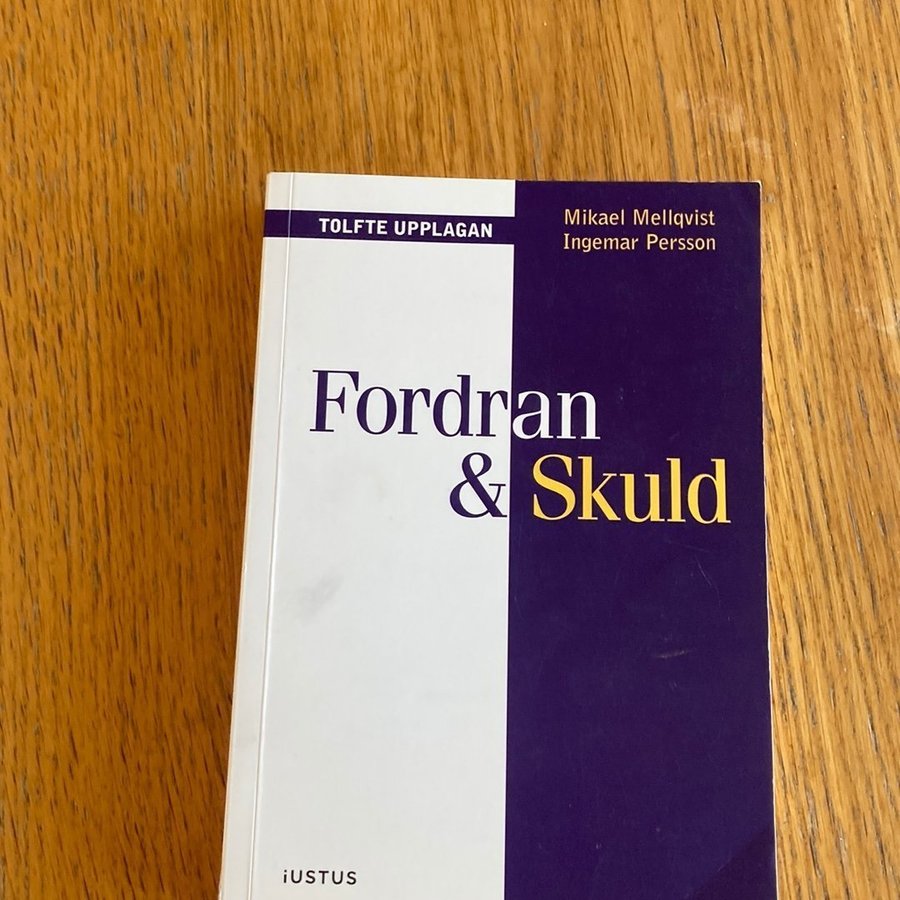 TOLFTE UPPLAGAN
Mikael Mellqvist
Ingemar Persson
Fordran
& Skuld
iUSTUS